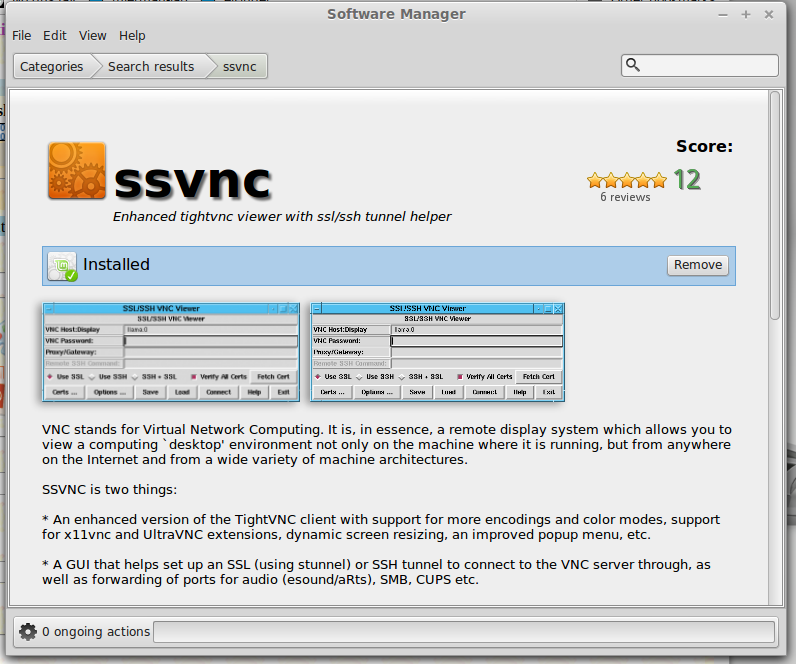 Software Manager
File Edit View Help
Categories Search results ssvnc
Score:
ssvnc
12
6 reviews
Enhanced tightvnc viewer with ssl/ssh tunnel helper
Installed
Remove
SSL/SSH VNC Viewer
SSL/SSH VNC Viewer
VNC Host:Display llama:0
VNC Password:
Proxy/Gateway:
Remote SSH Command:
Use SSL Use SSH SSH + SSL Verify All Certs Fetch Cert
Certs ... Options ... Save Load Connect Help Exit
SSL/SSH VNC Viewer
SSL/SSH VNC Viewer
VNC Host:Display llama:0
VNC Password:
Proxy/Gateway:
Remote SSH Command:
Use SSL Use SSH SSH + SSL Verify All Certs Fetch Cert
Certs ... Options ... Save Load Connect Help Exit
VNC stands for Virtual Network Computing. It is, in essence, a remote display system which allows you to
view a computing `desktop' environment not only on the machine where it is running, but from anywhere
on the Internet and from a wide variety of machine architectures.
SSVNC is two things:
* An enhanced version of the TightVNC client with support for more encodings and color modes, support
for x11vnc and UltraVNC extensions, dynamic screen resizing, an improved popup menu, etc.
* A GUI that helps set up an SSL (using stunnel) or SSH tunnel to connect to the VNC server through, as
well as forwarding of ports for audio (esound/aRts), SMB, CUPS etc.
0 ongoing actions